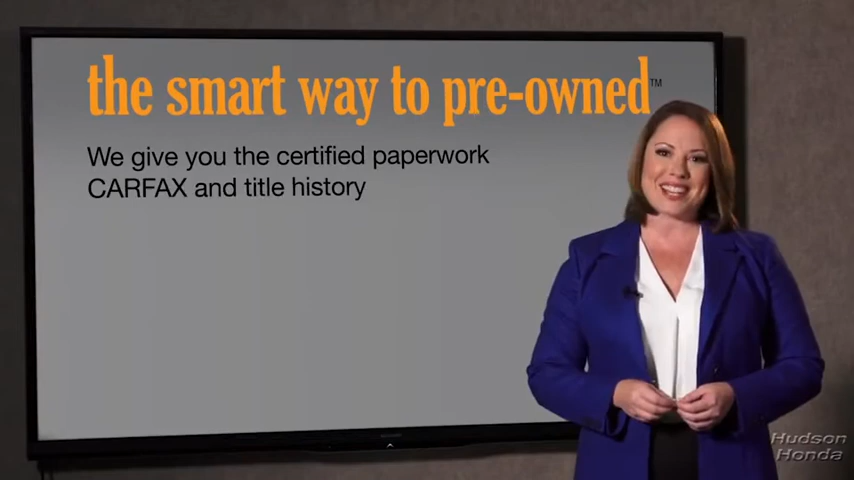 the smart way to pre-owned™
We give you the certified paperwork
CARFAX and title history
Hudson
Honda